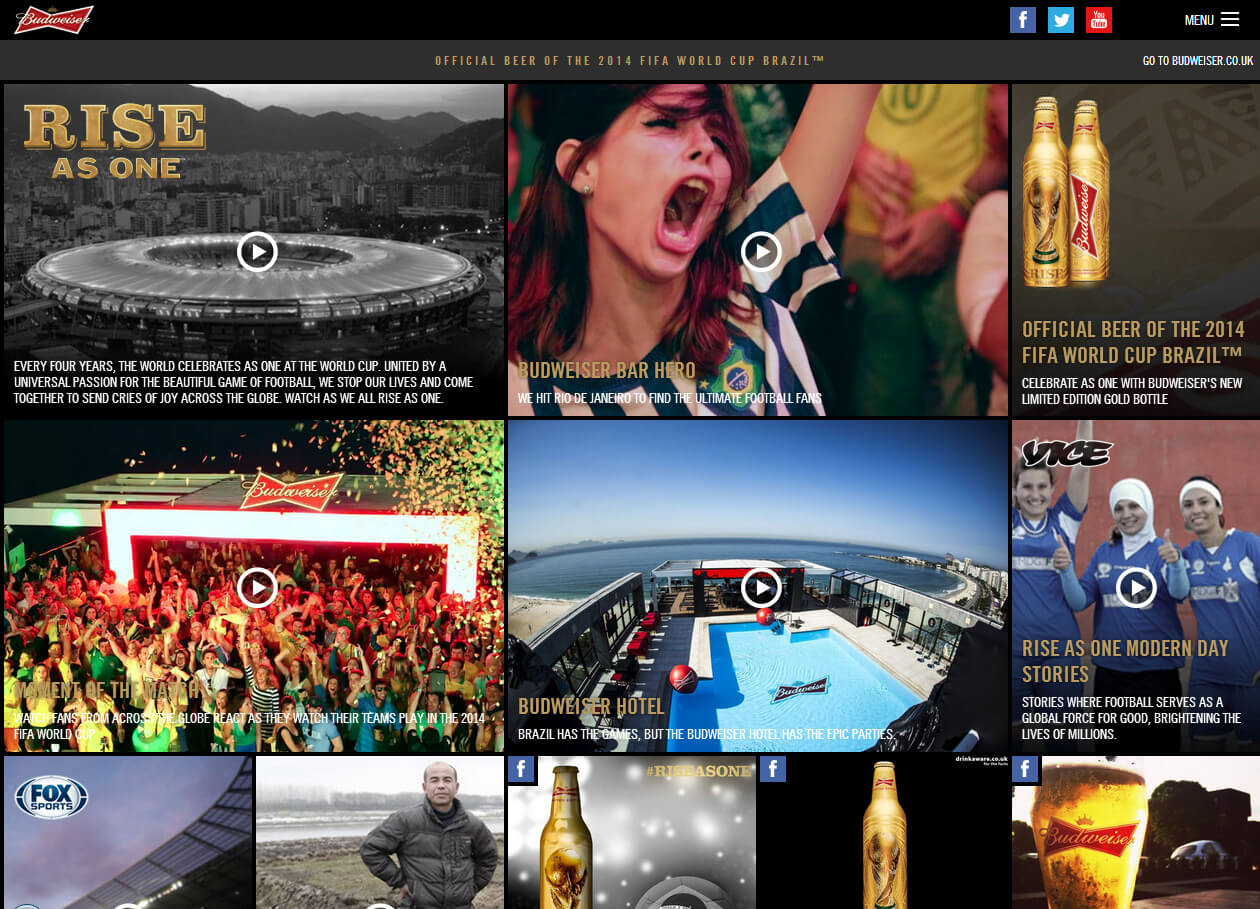 Budweiser
f
You
Tube
MENU
OFFICIAL BEER OF THE 2014 FIFA WORLD CUP BRAZIL™
GO TO BUDWEISER.CO.UK
RISE
AS ONE
EVERY FOUR YEARS, THE WORLD CELEBRATES AS ONE AT THE WORLD CUP. UNITED BY A
UNIVERSAL PASSION FOR THE BEAUTIFUL GAME OF FOOTBALL, WE STOP OUR LIVES AND COME
TOGETHER TO SEND CRIES OF JOY ACROSS THE GLOBE. WATCH AS WE ALL RISE AS ONE.
BUDWEISER BAR HERO
WE HIT RIO DE JANEIRO TO FIND THE ULTIMATE FOOTBALL FANS
Budweiser
RISE
OFFICIAL BEER OF THE 2014
FIFA WORLD CUP BRAZIL™
CELEBRATE AS ONE WITH BUDWEISER'S NEW
LIMITED EDITION GOLD BOTTLE
Budweiser
MOMENT OF THE MATCH
WATCH FANS FROM ACROSS THE GLOBE REACT AS THEY WATCH THEIR TEAMS PLAY IN THE 2014
FIFA WORLD CUP
Budweiser
BUDWEISER HOTEL
BRAZIL HAS THE GAMES, BUT THE BUDWEISER HOTEL HAS THE EPIC PARTIES.
VICE
RISE AS ONE MODERN DAY
STORIES
STORIES WHERE FOOTBALL SERVES AS A
GLOBAL FORCE FOR GOOD, BRIGHTENING THE
LIVES OF MILLIONS.
FOX
SPORTS
f
#RISEASONE
f
drinkaware.co.uk
for the facts
f
Budweiser